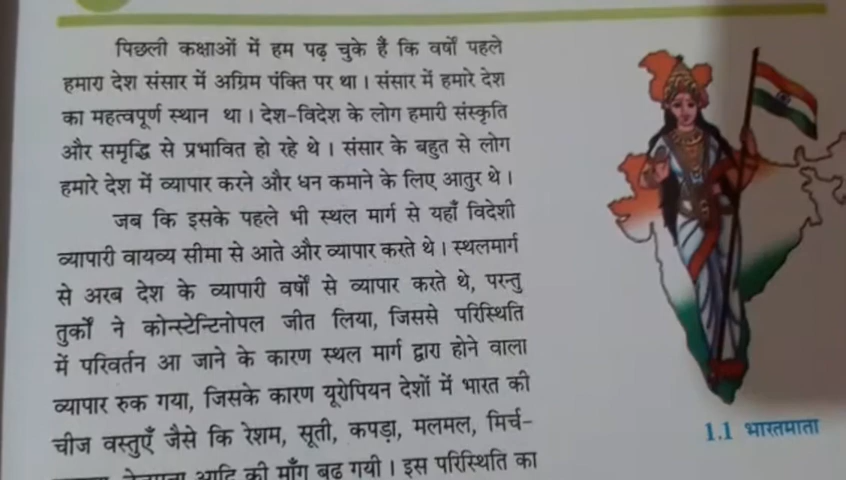 पिछली कक्षाओं में हम पढ़ चुके हैं कि वर्षों पहले
हमारा देश संसार में अग्रिम पंक्ति पर था। संसार में हमारे देश
का महत्वपूर्ण स्थान था। देश-विदेश के लोग हमारी संस्कृति
और समृद्धि से प्रभावित हो रहे थे। संसार के बहुत से लोग
हमारे देश में व्यापार करने और धन कमाने के लिए आतुर थे।
जब कि इसके पहले भी स्थल मार्ग से यहाँ विदेशी
व्यापारी वायव्य सीमा से आते और व्यापार करते थे। स्थलमार्ग
से अरब देश के व्यापारी वर्षों से व्यापार करते थे, परन्तु
तुर्कों ने कोन्स्टेन्टिनोपल जीत लिया, जिससे परिस्थिति
में परिवर्तन आ जाने के कारण स्थल मार्ग द्वारा होने वाला
व्यापार रुक गया, जिसके कारण यूरोपियन देशों में भारत की
चीज वस्तुएँ जैसे कि रेशम, सूती, कपड़ा, मलमल, मिर्च-
आदि की माँग बढ़ गयी। इस परिस्थिति का
1.1 भारतमाता